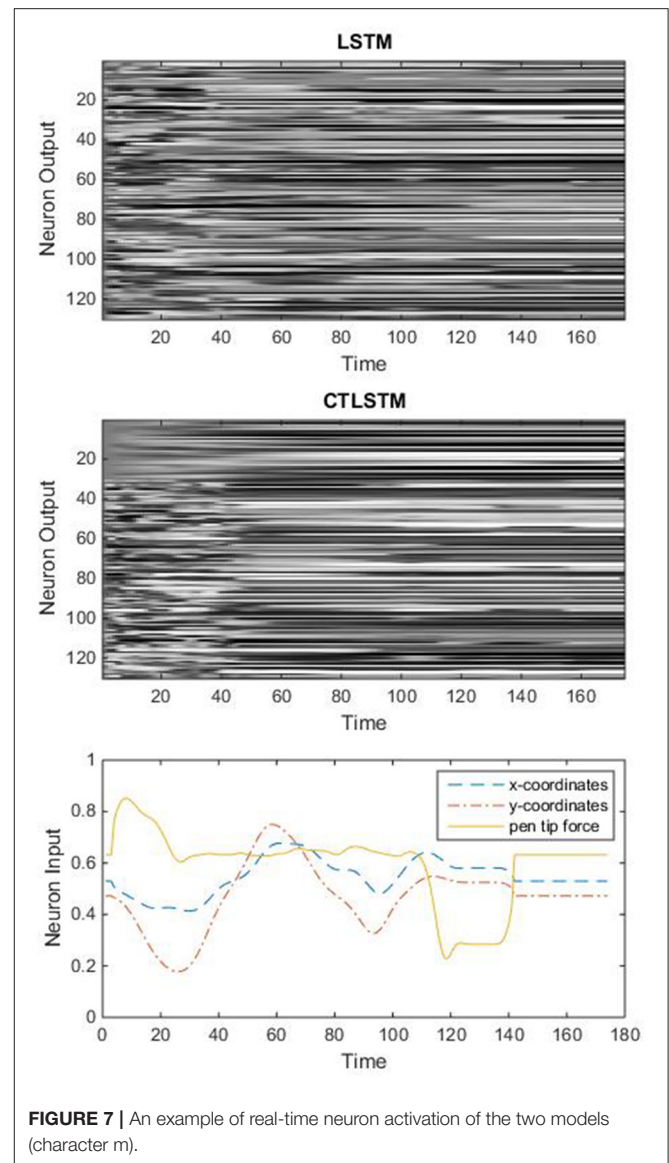 LSTM
20
40
60
80
100
120
Neuron Output
20 40 60 80 100 120 140 160
Time
CTLSTM
20
40
60
80
100
120
Neuron Output
20 40 60 80 100 120 140 160
Time
1
0.8
0.6
0.4
0.2
0
Neuron Input
x-coordinates
y-coordinates
pen tip force
0 20 40 60 80 100 120 140 160 180
Time
FIGURE 7 | An example of real-time neuron activation of the two models
(character m).